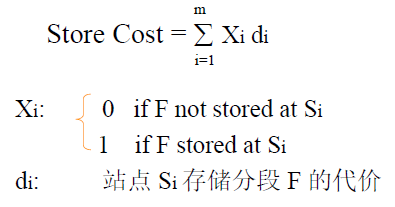 m
Store Cost = ∑ Xi di
i=1
Xi: 0 if F not stored at Si
1 if F stored at Si
di: 站点 Si 存储分段 F 的代价